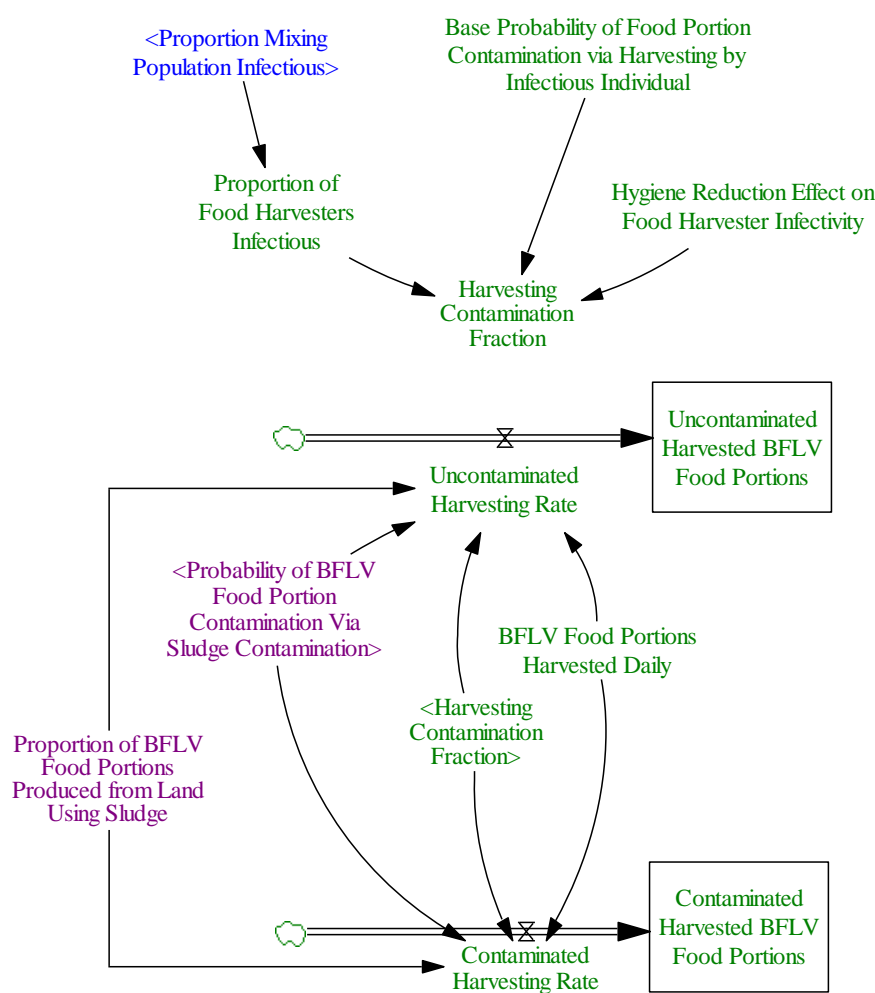 <Proportion Mixing
Population Infectious>
Base Probability of Food Portion
Contamination via Harvesting by
Infectious Individual
Proportion of
Food Harvesters
Infectious
Hygiene Reduction Effect on
Food Harvester Infectivity
Harvesting
Contamination
Fraction
Uncontaminated
Harvested BFLV
Food Portions
Uncontaminated
Harvesting Rate
<Probability of BFLV
Food Portion
Contamination Via
Sludge Contamination>
BFLV Food Portions
Harvested Daily
<Harvesting
Contamination
Fraction>
Proportion of BFLV
Food Portions
Produced from Land
Using Sludge
Contaminated
Harvested BFLV
Food Portions
Contaminated
Harvesting Rate